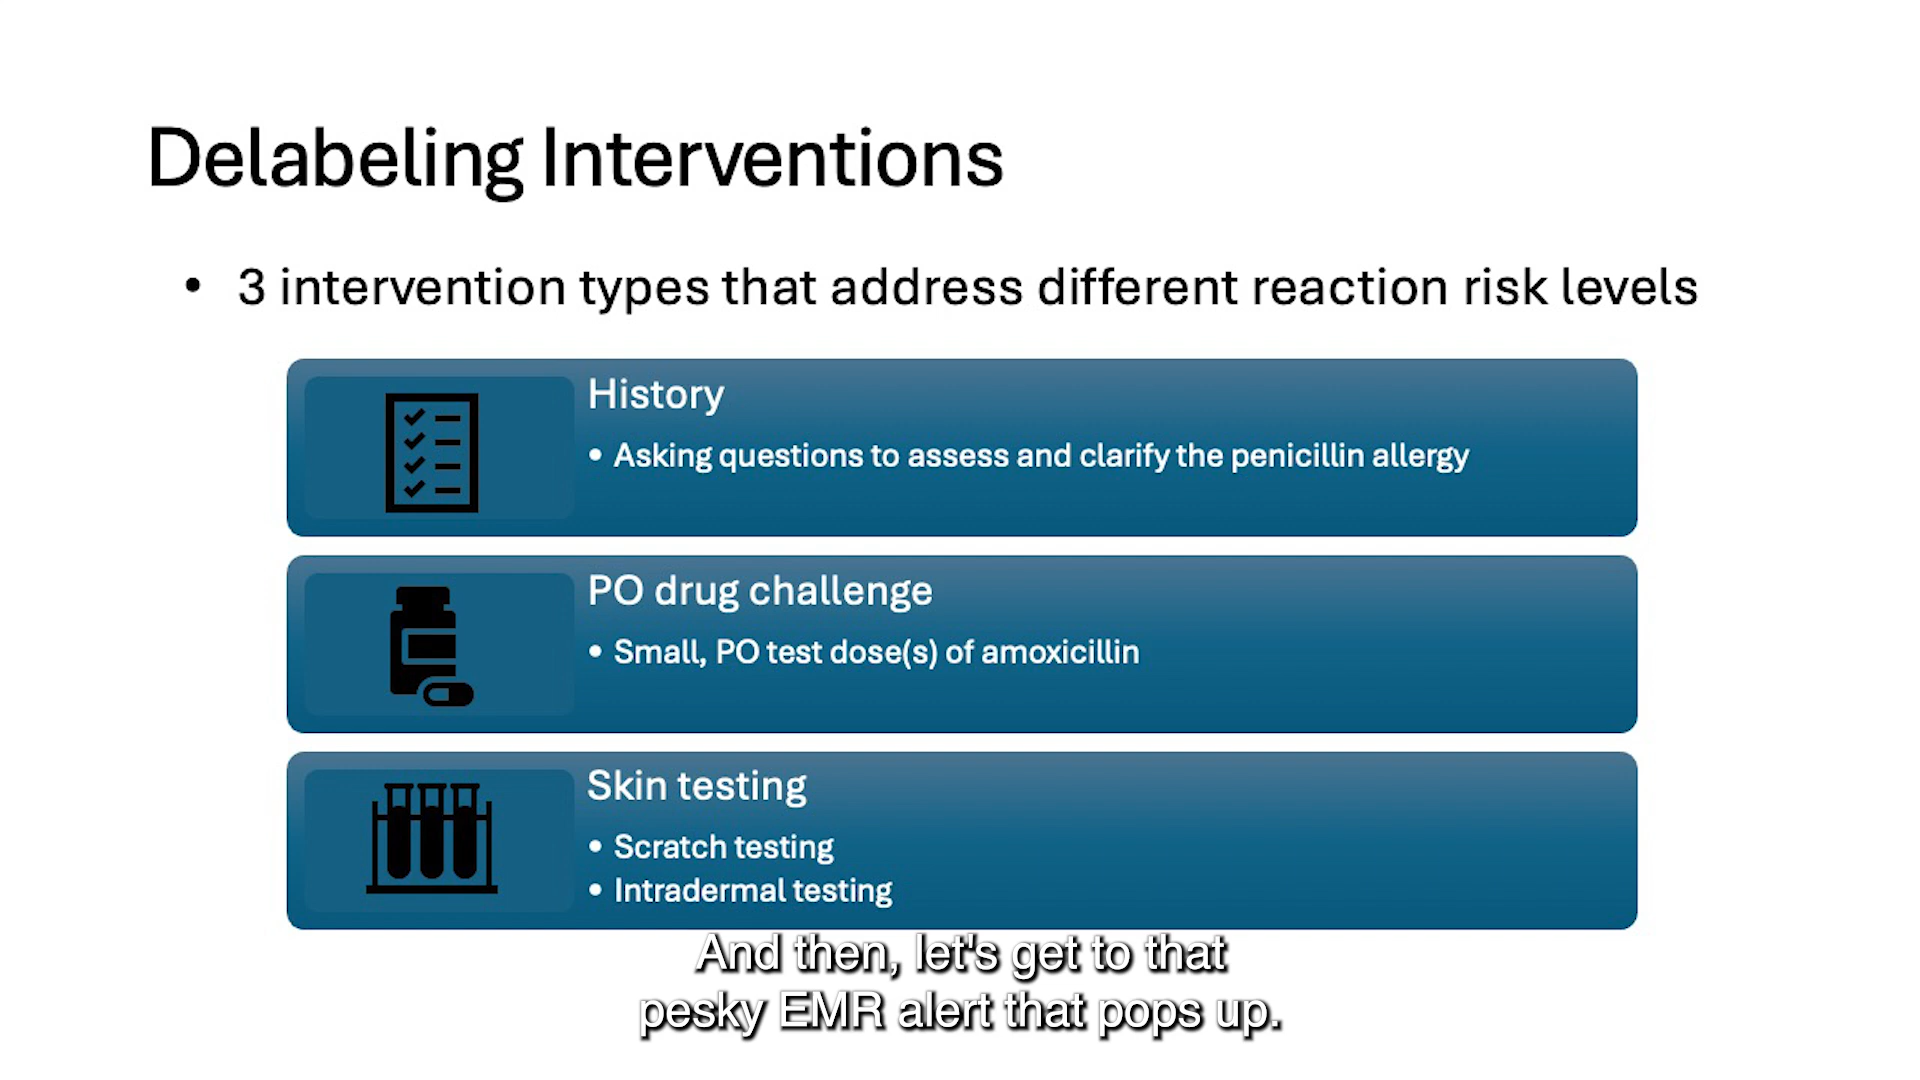 Delabeling Interventions
• 3 intervention types that address different reaction risk levels
History
• Asking questions to assess and clarify the penicillin allergy
PO drug challenge
• Small, PO test dose(s) of amoxicillin
Skin testing
• Scratch testing
• Intradermal testing
And then, let's get to that
pesky EMR alert that pops up.